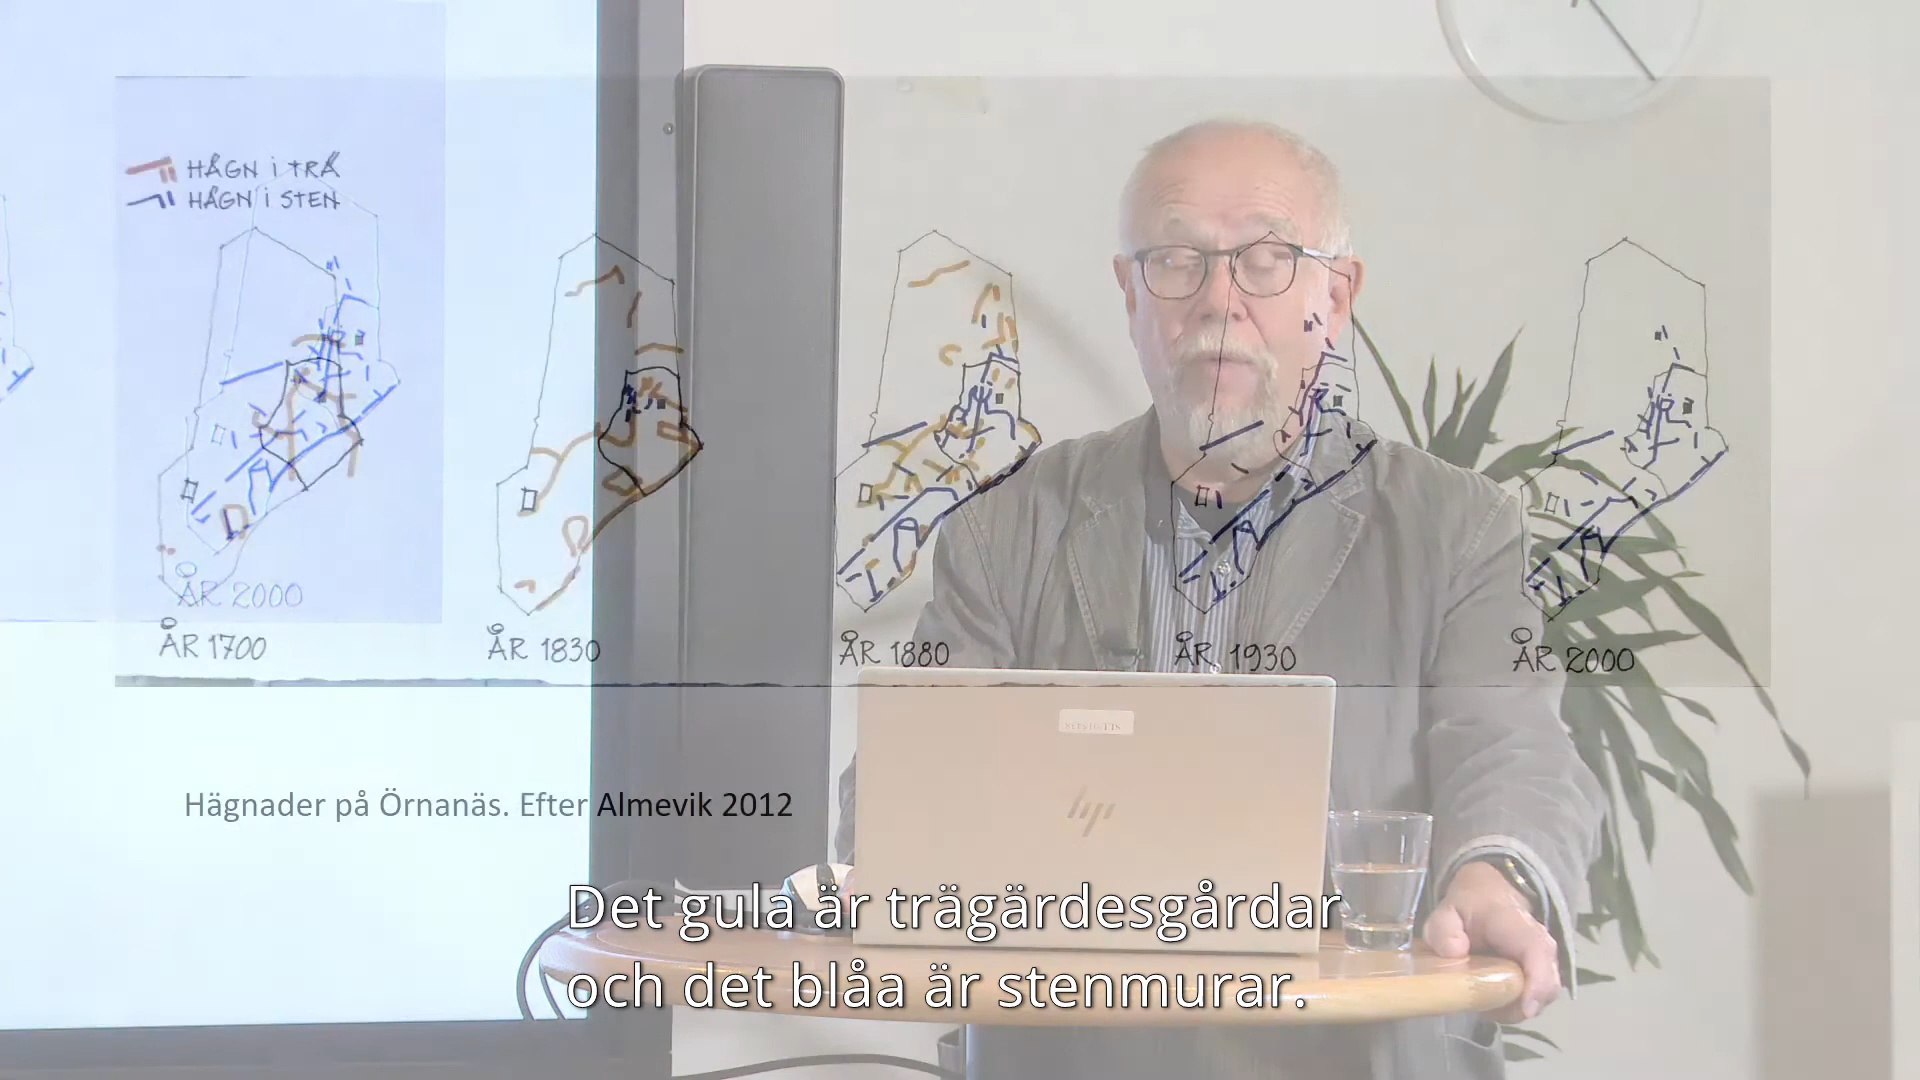 HÄGN i TRÄ
HÄGN i STEN
ÅR 2000
ÅR 1700
ÅR 1830
ÅR 1880
ÅR 1930
ÅR 2000
hp
Hägnader på Örnanäs. Efter Almevik 2012
Det gula är trägärdesgårdar
och det blåa är stenmurar.